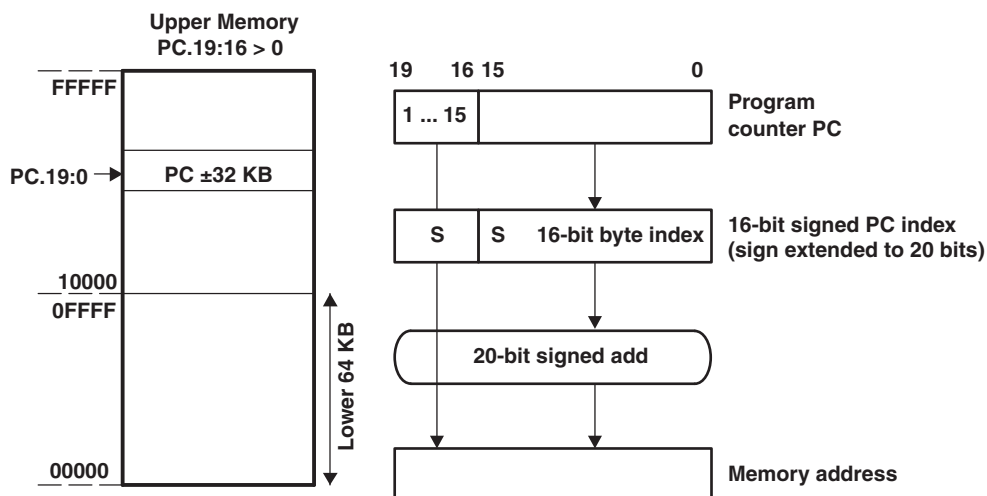 Upper Memory
PC.19:16 > 0
FFFFF
PC.19:0
PC ±32 KB
10000
0FFFF
Lower 64 KB
00000
19 16 15 0
1 ... 15
Program
counter PC
S S 16-bit byte index
16-bit signed PC index
(sign extended to 20 bits)
20-bit signed add
Memory address